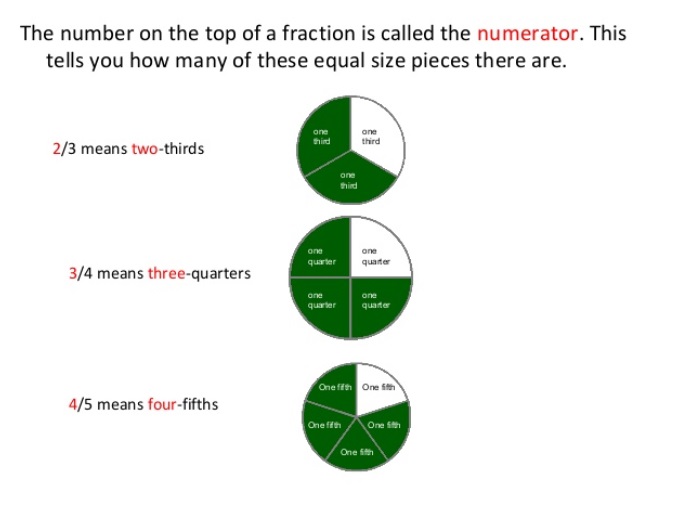 The number on the top of a fraction is called the numerator. This
tells you how many of these equal size pieces there are.
2/3 means two-thirds
one
third
one
third
one
third
3/4 means three-quarters
one
quarter
one
quarter
one
quarter
one
quarter
4/5 means four-fifths
One fifth
One fifth
One fifth
One fifth
One fifth